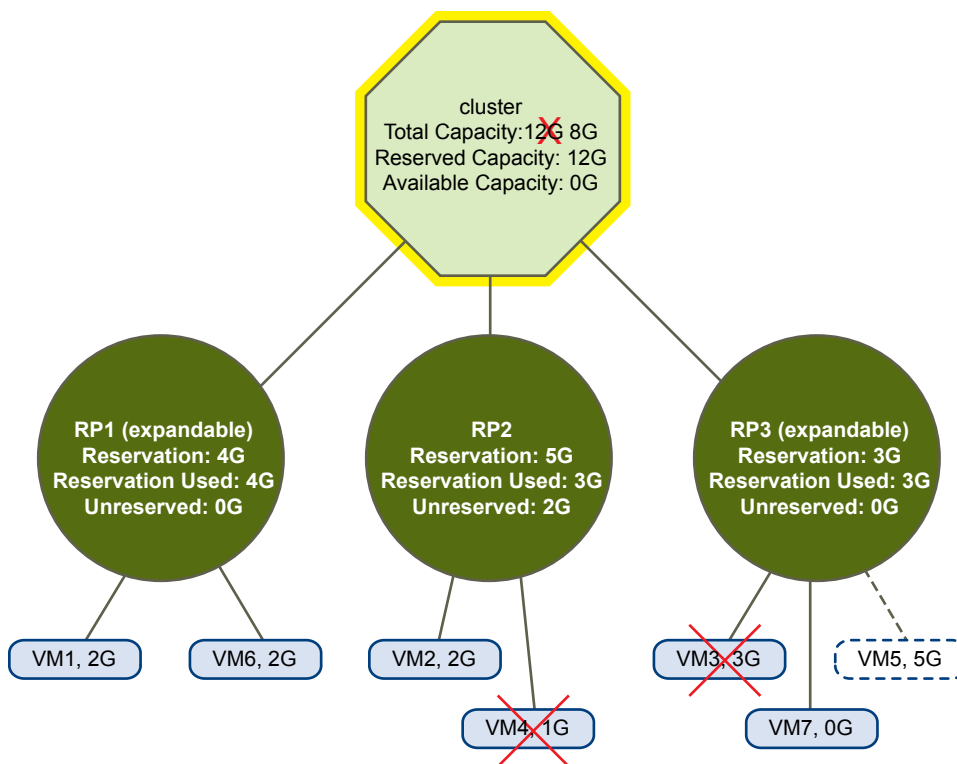 cluster
Total Capacity:12G 8G
Reserved Capacity: 12G
Available Capacity: 0G
RP1 (expandable)
Reservation: 4G
Reservation Used: 4G
Unreserved: 0G
RP2
Reservation: 5G
Reservation Used: 3G
Unreserved: 2G
RP3 (expandable)
Reservation: 3G
Reservation Used: 3G
Unreserved: 0G
VM1, 2G
VM6, 2G
VM2, 2G
VM3, 3G
VM5, 5G
VM4, 1G
VM7, 0G